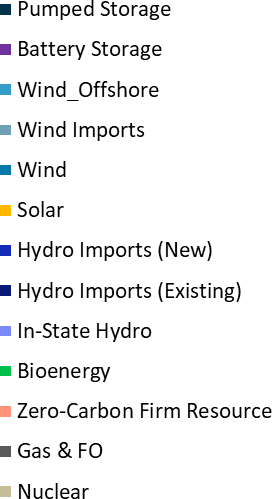 Pumped Storage
Battery Storage
Wind_Offshore
Wind Imports
Wind
Solar
Hydro Imports (New)
Hydro Imports (Existing)
In-State Hydro
Bioenergy
Zero-Carbon Firm Resource
Gas & FO
Nuclear